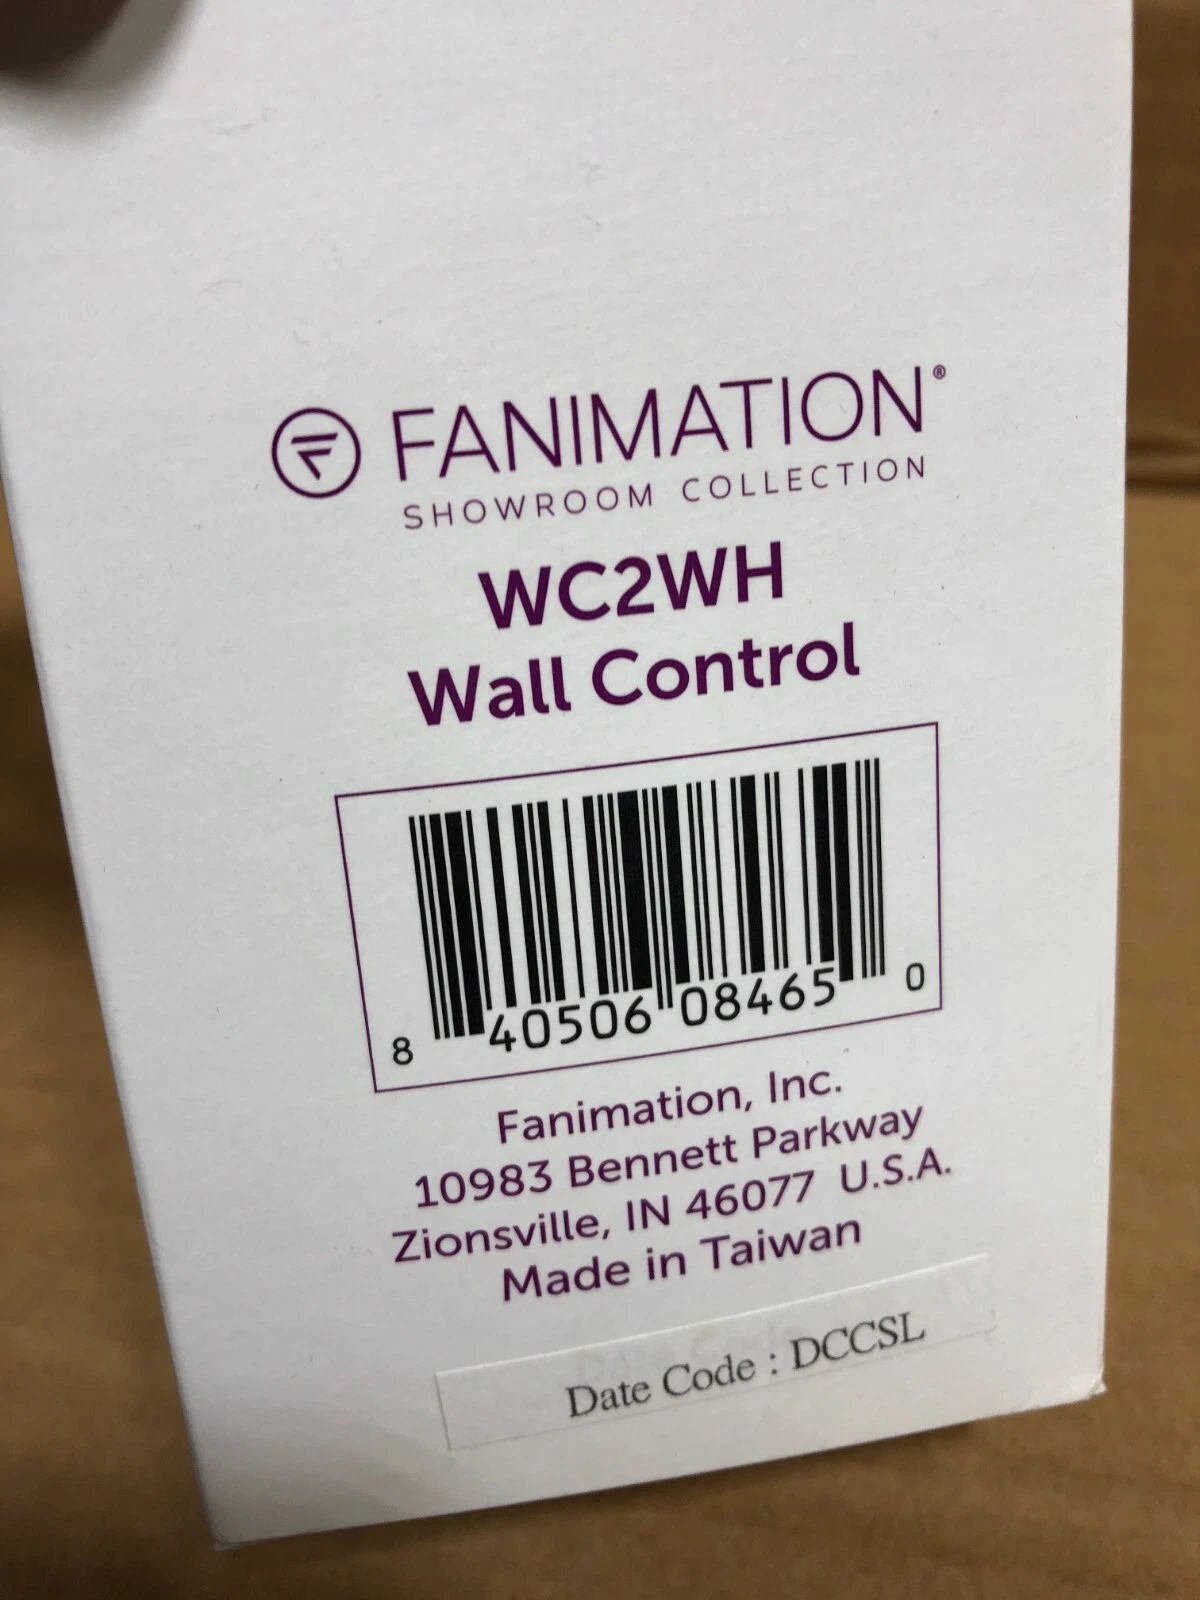 FANIMATION®
SHOWROOM COLLECTION
WC2WH
Wall Control
8 40506 08465 0
Fanimation, Inc.
10983 Bennett Parkway
Zionsville, IN 46077 U.S.A.
Made in Taiwan
Date Code : DCCSL